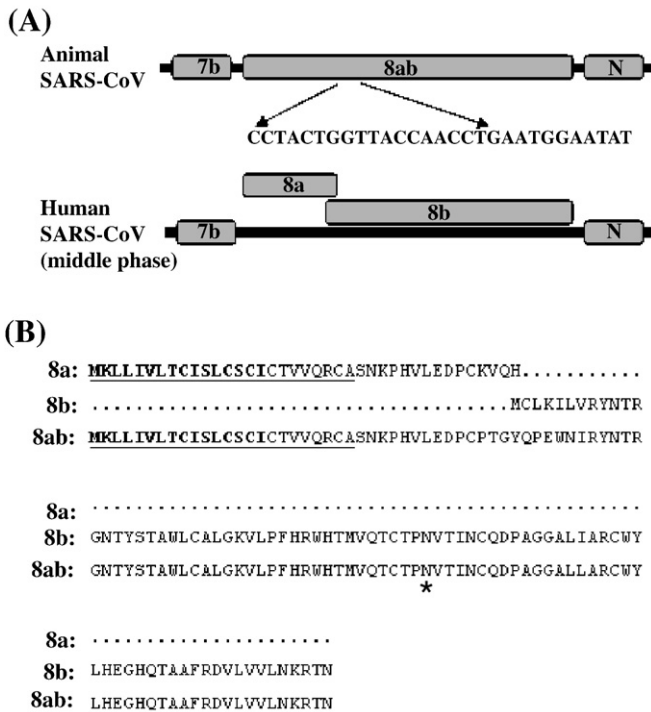 (A)
Animal
SARS-CoV
7b
8ab
N
CCTACTGGTTACCAACCTGAATGGAATAT
8a
Human
SARS-CoV
(middle phase)
7b
8b
N
(B)
8a: MKLLIVLTCISLCSCICTVVQRCASNKPHVLEDPCKVQH...........
8b: ......................................MCLKILVRYNTR
8ab: MKLLIVLTCISLCSCICTVVQRCASNKPHVLEDPCPTGYQPEWNIRYNTR
8a: ..................................................
8b: GNTYSTAWLCALGKVLPFHRWHTMVQTCTPNVTINCQDPAGGALIARCWY
8ab: GNTYSTAWLCALGKVLPFHRWHTMVQTCTPNVTINCQDPAGGALLARCWY
*
8a: ......................
8b: LHEGHQTAAFRDVLVVLNKRTN
8ab: LHEGHQTAAFRDVLVVLNKRTN